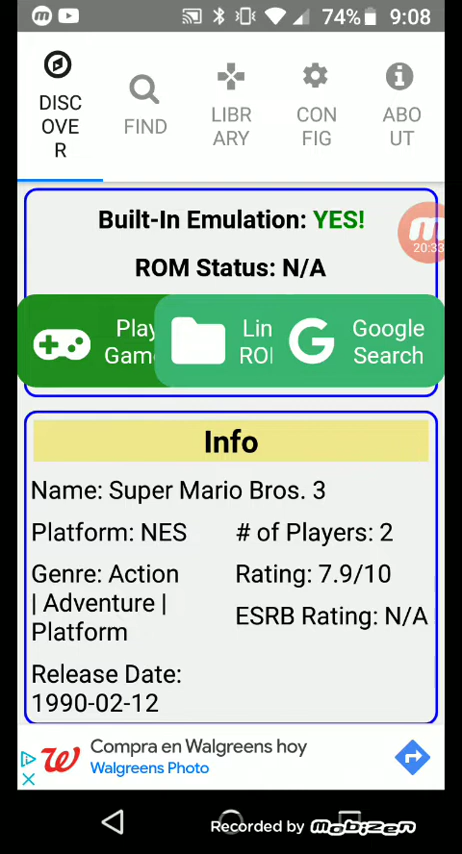 74% 9:08
DISC
OVE
R
FIND
LIBR
ARY
CON
FIG
ABO
UT
Built-In Emulation: YES!
20:33
ROM Status: N/A
Play
Gam
Lin
ROI
Google
Search
Info
Name: Super Mario Bros. 3
Platform: NES
# of Players: 2
Genre: Action
| Adventure |
Platform
Rating: 7.9/10
ESRB Rating: N/A
Release Date:
1990-02-12
Compra en Walgreens hoy
Walgreens Photo
Recorded by mobizen